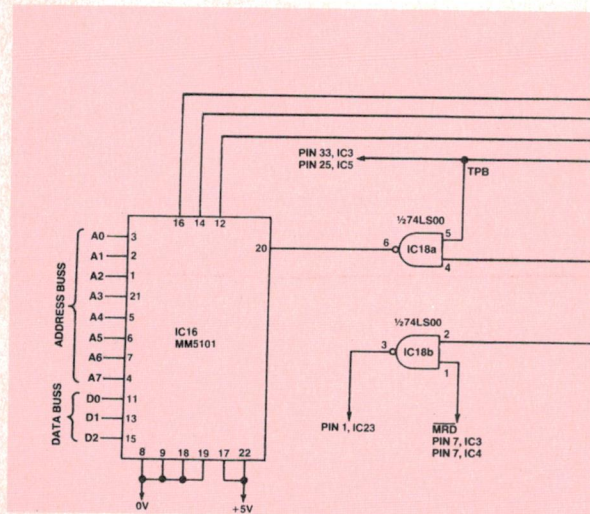 PIN 33, IC3
PIN 25, IC5
TPB
16 14 12
½74LS00
5
6
IC18a
4
20
A0 3
A1 2
A2 1
A3 21
A4 5
A5 6
A6 7
A7 4
ADDRESS BUSS
IC16
MM5101
D0 11
D1 13
D2 15
DATA BUSS
8 9 18 19 17 22
0V
+5V
½74LS00
2
3
IC18b
1
PIN 1, IC23
MRD
PIN 7, IC3
PIN 7, IC4